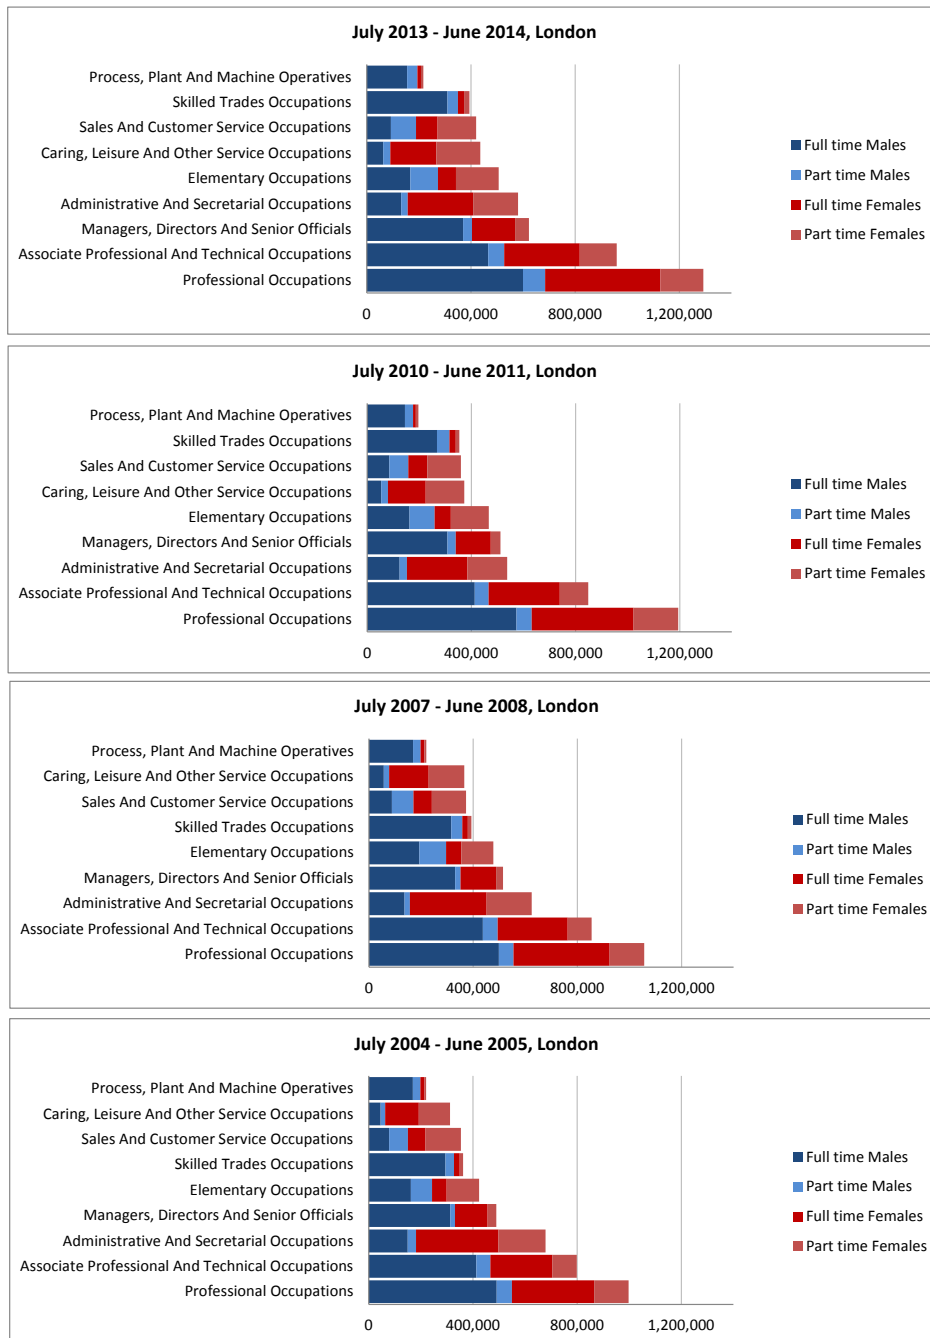 July 2013 - June 2014, London
Process, Plant And Machine Operatives
Skilled Trades Occupations
Sales And Customer Service Occupations
Caring, Leisure And Other Service Occupations
Elementary Occupations
Administrative And Secretarial Occupations
Managers, Directors And Senior Officials
Associate Professional And Technical Occupations
Professional Occupations
0 400,000 800,000 1,200,000
Full time Males
Part time Males
Full time Females
Part time Females
July 2010 - June 2011, London
Process, Plant And Machine Operatives
Skilled Trades Occupations
Sales And Customer Service Occupations
Caring, Leisure And Other Service Occupations
Elementary Occupations
Managers, Directors And Senior Officials
Administrative And Secretarial Occupations
Associate Professional And Technical Occupations
Professional Occupations
0 400,000 800,000 1,200,000
Full time Males
Part time Males
Full time Females
Part time Females
July 2007 - June 2008, London
Process, Plant And Machine Operatives
Caring, Leisure And Other Service Occupations
Sales And Customer Service Occupations
Skilled Trades Occupations
Elementary Occupations
Managers, Directors And Senior Officials
Administrative And Secretarial Occupations
Associate Professional And Technical Occupations
Professional Occupations
0 400,000 800,000 1,200,000
Full time Males
Part time Males
Full time Females
Part time Females
July 2004 - June 2005, London
Process, Plant And Machine Operatives
Caring, Leisure And Other Service Occupations
Sales And Customer Service Occupations
Skilled Trades Occupations
Elementary Occupations
Managers, Directors And Senior Officials
Administrative And Secretarial Occupations
Associate Professional And Technical Occupations
Professional Occupations
0 400,000 800,000 1,200,000
Full time Males
Part time Males
Full time Females
Part time Females